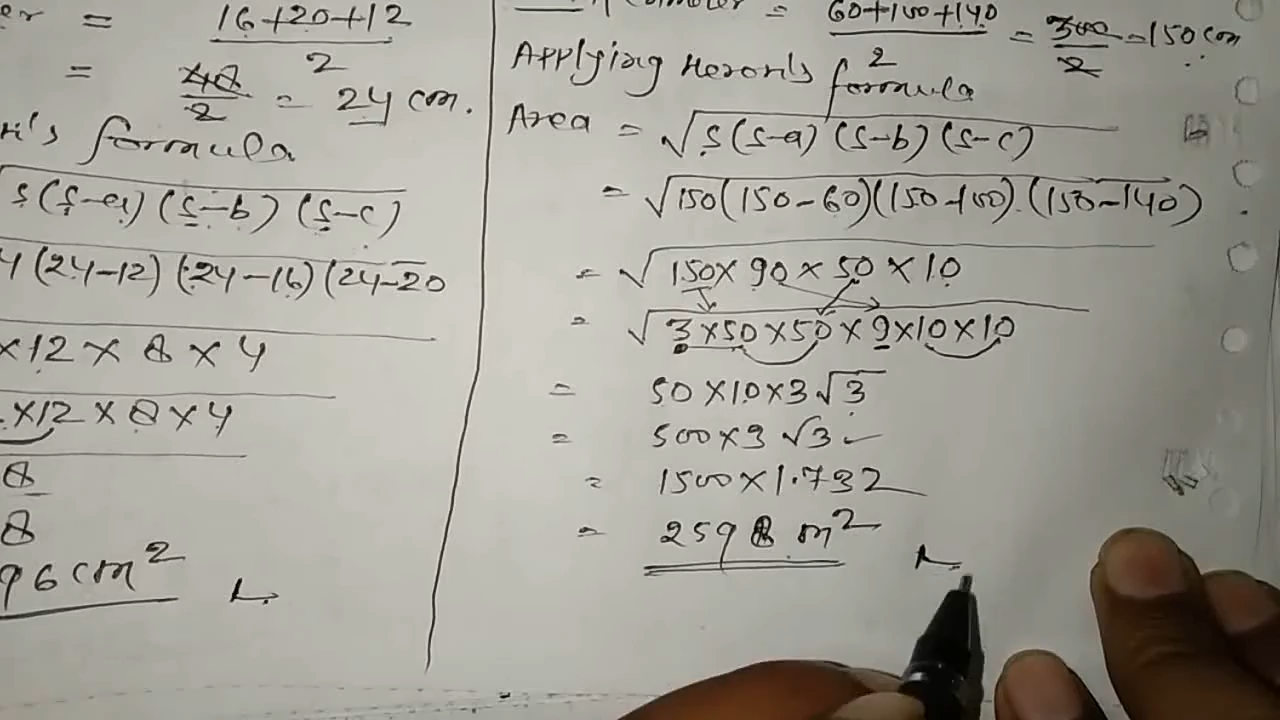 er = 16+20+12 / 2
= 48 / 2 = 24 cm.
n's formula
s(s-a) (s-b) (s-c)
4 (24-12) (24-16) (24-20
×12 × 8 × 4
×12 × 8 × 4
8
8
96 cm²
= 60+100+140 / 2 = 300 / 2 = 150 cm
Applying Heron's formula
Area = √s(s-a) (s-b) (s-c)
= √150(150-60)(150-100).(150-140)
= √150× 90 × 50 × 10
= √3 ×50 ×50 × 9×10×10
= 50 ×10×3√3
= 500×3 √3
= 1500×1.732
= 2598 m²